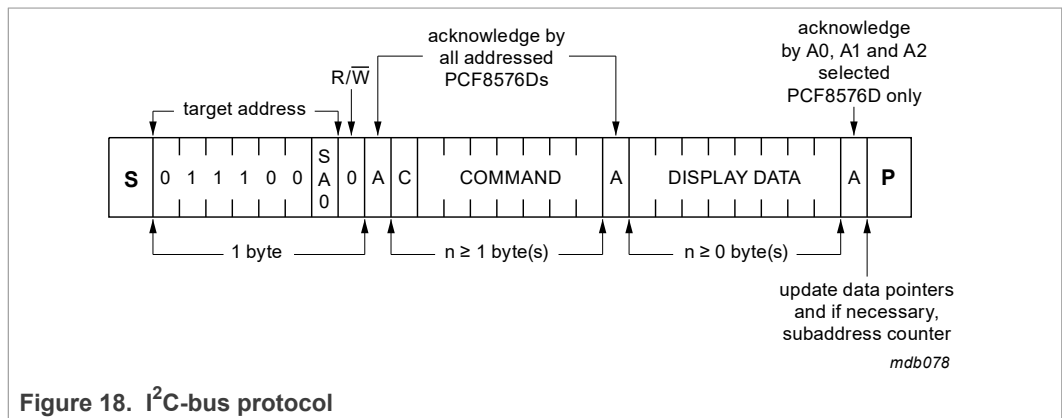 acknowledge by
all addressed
PCF8576Ds
acknowledge
by A0, A1 and A2
selected
PCF8576D only
R/W̅
target address
S 0 1 1 1 0 0 SA0 0 A C COMMAND A DISPLAY DATA A P
1 byte
n ≥ 1 byte(s)
n ≥ 0 byte(s)
update data pointers
and if necessary,
subaddress counter
mdb078
Figure 18. I²C-bus protocol